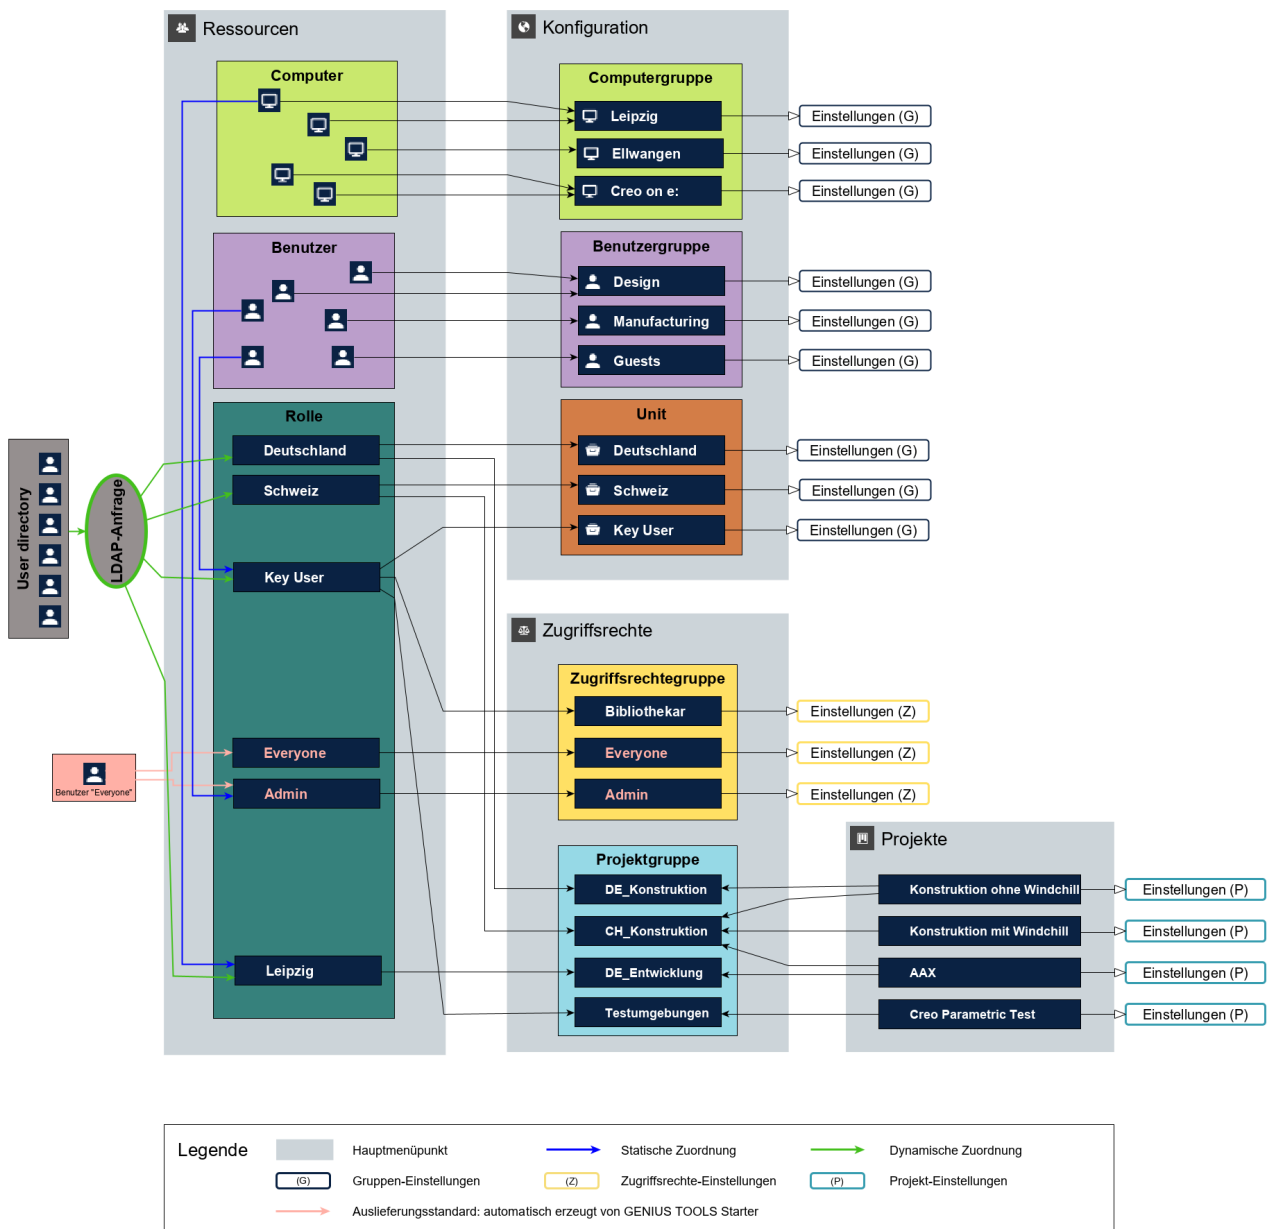 Ressourcen
Konfiguration
Computer
Computergruppe
Leipzig
Einstellungen (G)
Ellwangen
Einstellungen (G)
Creo on e:
Einstellungen (G)
Benutzer
Benutzergruppe
Design
Einstellungen (G)
Manufacturing
Einstellungen (G)
Guests
Einstellungen (G)
Rolle
Unit
Deutschland
Deutschland
Einstellungen (G)
Schweiz
Schweiz
Einstellungen (G)
Key User
Einstellungen (G)
User directory
LDAP-Anfrage
Key User
Zugriffsrechte
Zugriffsrechtegruppe
Bibliothekar
Einstellungen (Z)
Everyone
Everyone
Einstellungen (Z)
Benutzer "Everyone"
Admin
Admin
Einstellungen (Z)
Projekte
Projektgruppe
DE_Konstruktion
Konstruktion ohne Windchill
Einstellungen (P)
CH_Konstruktion
Konstruktion mit Windchill
Einstellungen (P)
Leipzig
DE_Entwicklung
AAX
Einstellungen (P)
Testumgebungen
Creo Parametric Test
Einstellungen (P)
Legende
Hauptmenüpunkt
Statische Zuordnung
Dynamische Zuordnung
(G)
Gruppen-Einstellungen
(Z)
Zugriffsrechte-Einstellungen
(P)
Projekt-Einstellungen
Auslieferungsstandard: automatisch erzeugt von GENIUS TOOLS Starter